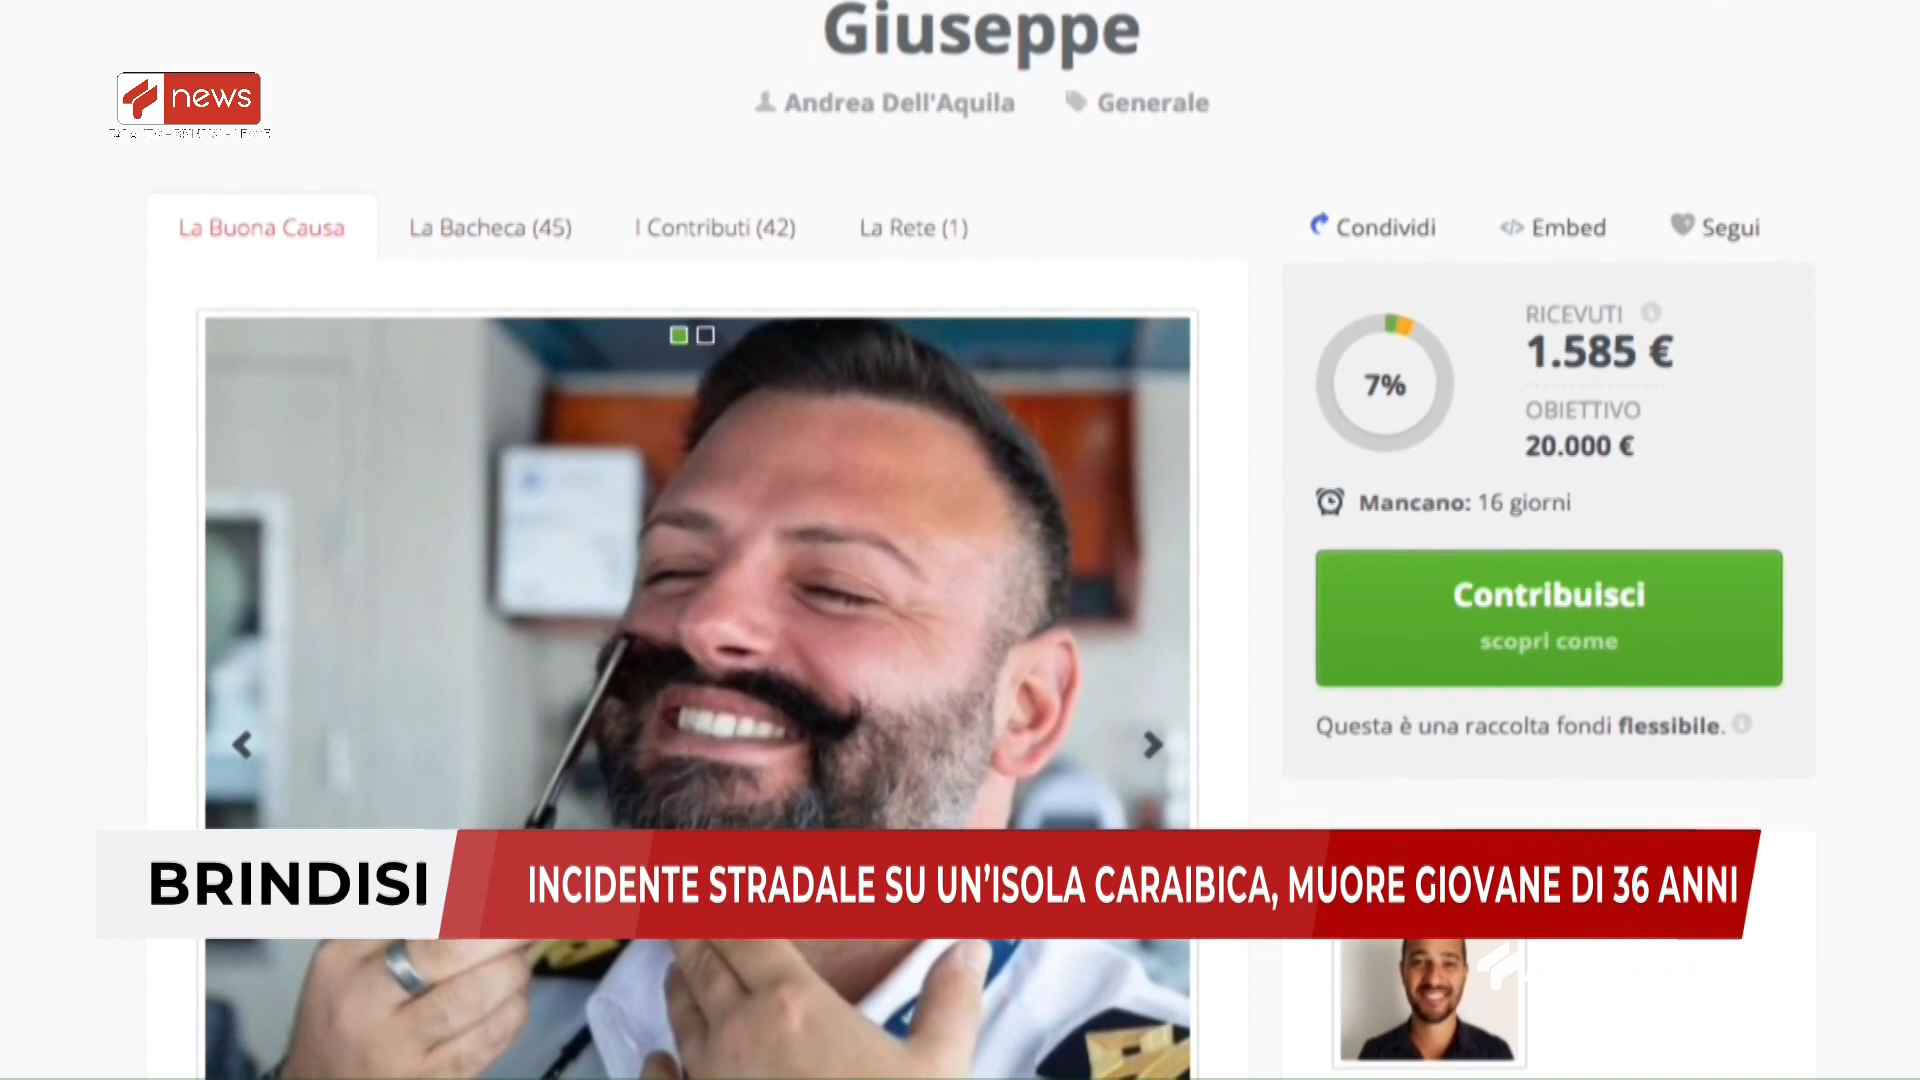 Giuseppe
Andrea Dell'Aquila
Generale
news
La Buona Causa
La Bacheca (45)
I Contributi (42)
La Rete (1)
Condividi
</> Embed
Segui
7%
RICEVUTI
1.585 €
OBIETTIVO
20.000 €
Mancano: 16 giorni
Contribuisci
scopri come
Questa è una raccolta fondi flessibile.
BRINDISI
INCIDENTE STRADALE SU UN'ISOLA CARAIBICA, MUORE GIOVANE DI 36 ANNI